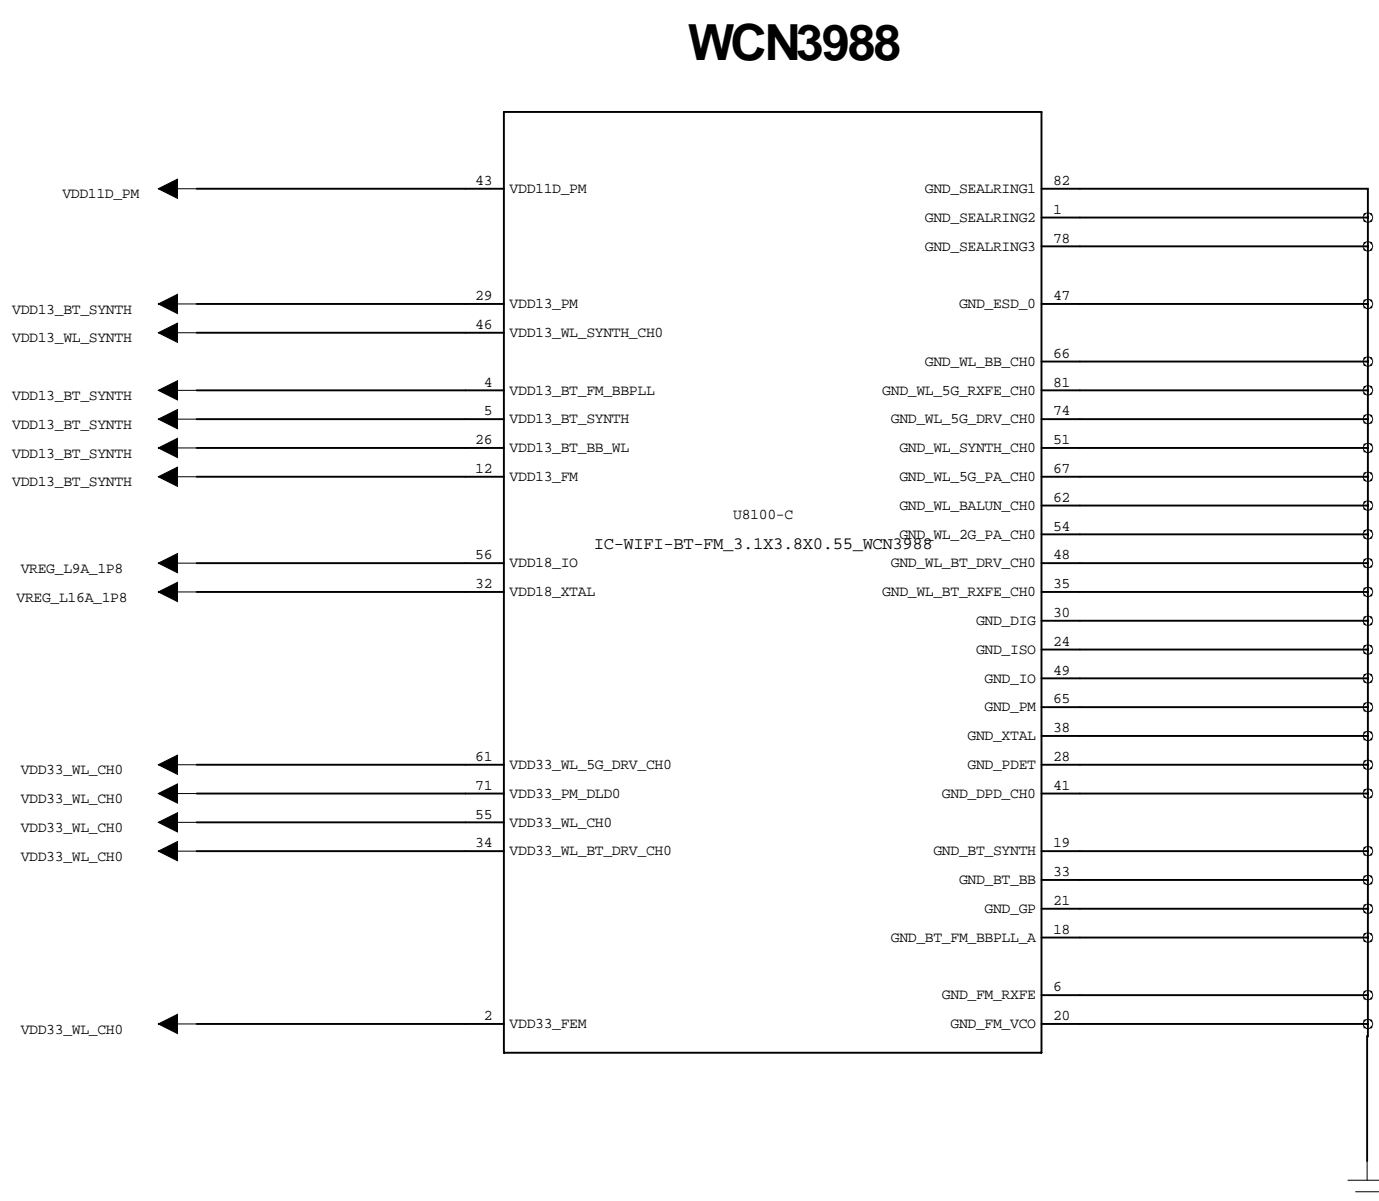 WCN3988
VDD11D_PM 43 VDD11D_PM GND_SEALRING1 82
GND_SEALRING2 1
GND_SEALRING3 78
VDD13_BT_SYNTH 29 VDD13_PM GND_ESD_0 47
VDD13_WL_SYNTH 46 VDD13_WL_SYNTH_CH0
GND_WL_BB_CH0 66
VDD13_BT_SYNTH 4 VDD13_BT_FM_BBPLL GND_WL_5G_RXFE_CH0 81
VDD13_BT_SYNTH 5 VDD13_BT_SYNTH GND_WL_5G_DRV_CH0 74
VDD13_BT_SYNTH 26 VDD13_BT_BB_WL GND_WL_SYNTH_CH0 51
VDD13_BT_SYNTH 12 VDD13_FM GND_WL_5G_PA_CH0 67
GND_WL_BALUN_CH0 62
U8100-C
GND_WL_2G_PA_CH0 54
IC-WIFI-BT-FM_3.1X3.8X0.55_WCN3988
VREG_L9A_1P8 56 VDD18_IO GND_WL_BT_DRV_CH0 48
VREG_L16A_1P8 32 VDD18_XTAL GND_WL_BT_RXFE_CH0 35
GND_DIG 30
GND_ISO 24
GND_IO 49
GND_PM 65
GND_XTAL 38
VDD33_WL_CH0 61 VDD33_WL_5G_DRV_CH0 GND_PDET 28
VDD33_WL_CH0 71 VDD33_PM_DLD0 GND_DPD_CH0 41
VDD33_WL_CH0 55 VDD33_WL_CH0
VDD33_WL_CH0 34 VDD33_WL_BT_DRV_CH0 GND_BT_SYNTH 19
GND_BT_BB 33
GND_GP 21
GND_BT_FM_BBPLL_A 18
GND_FM_RXFE 6
VDD33_WL_CH0 2 VDD33_FEM GND_FM_VCO 20